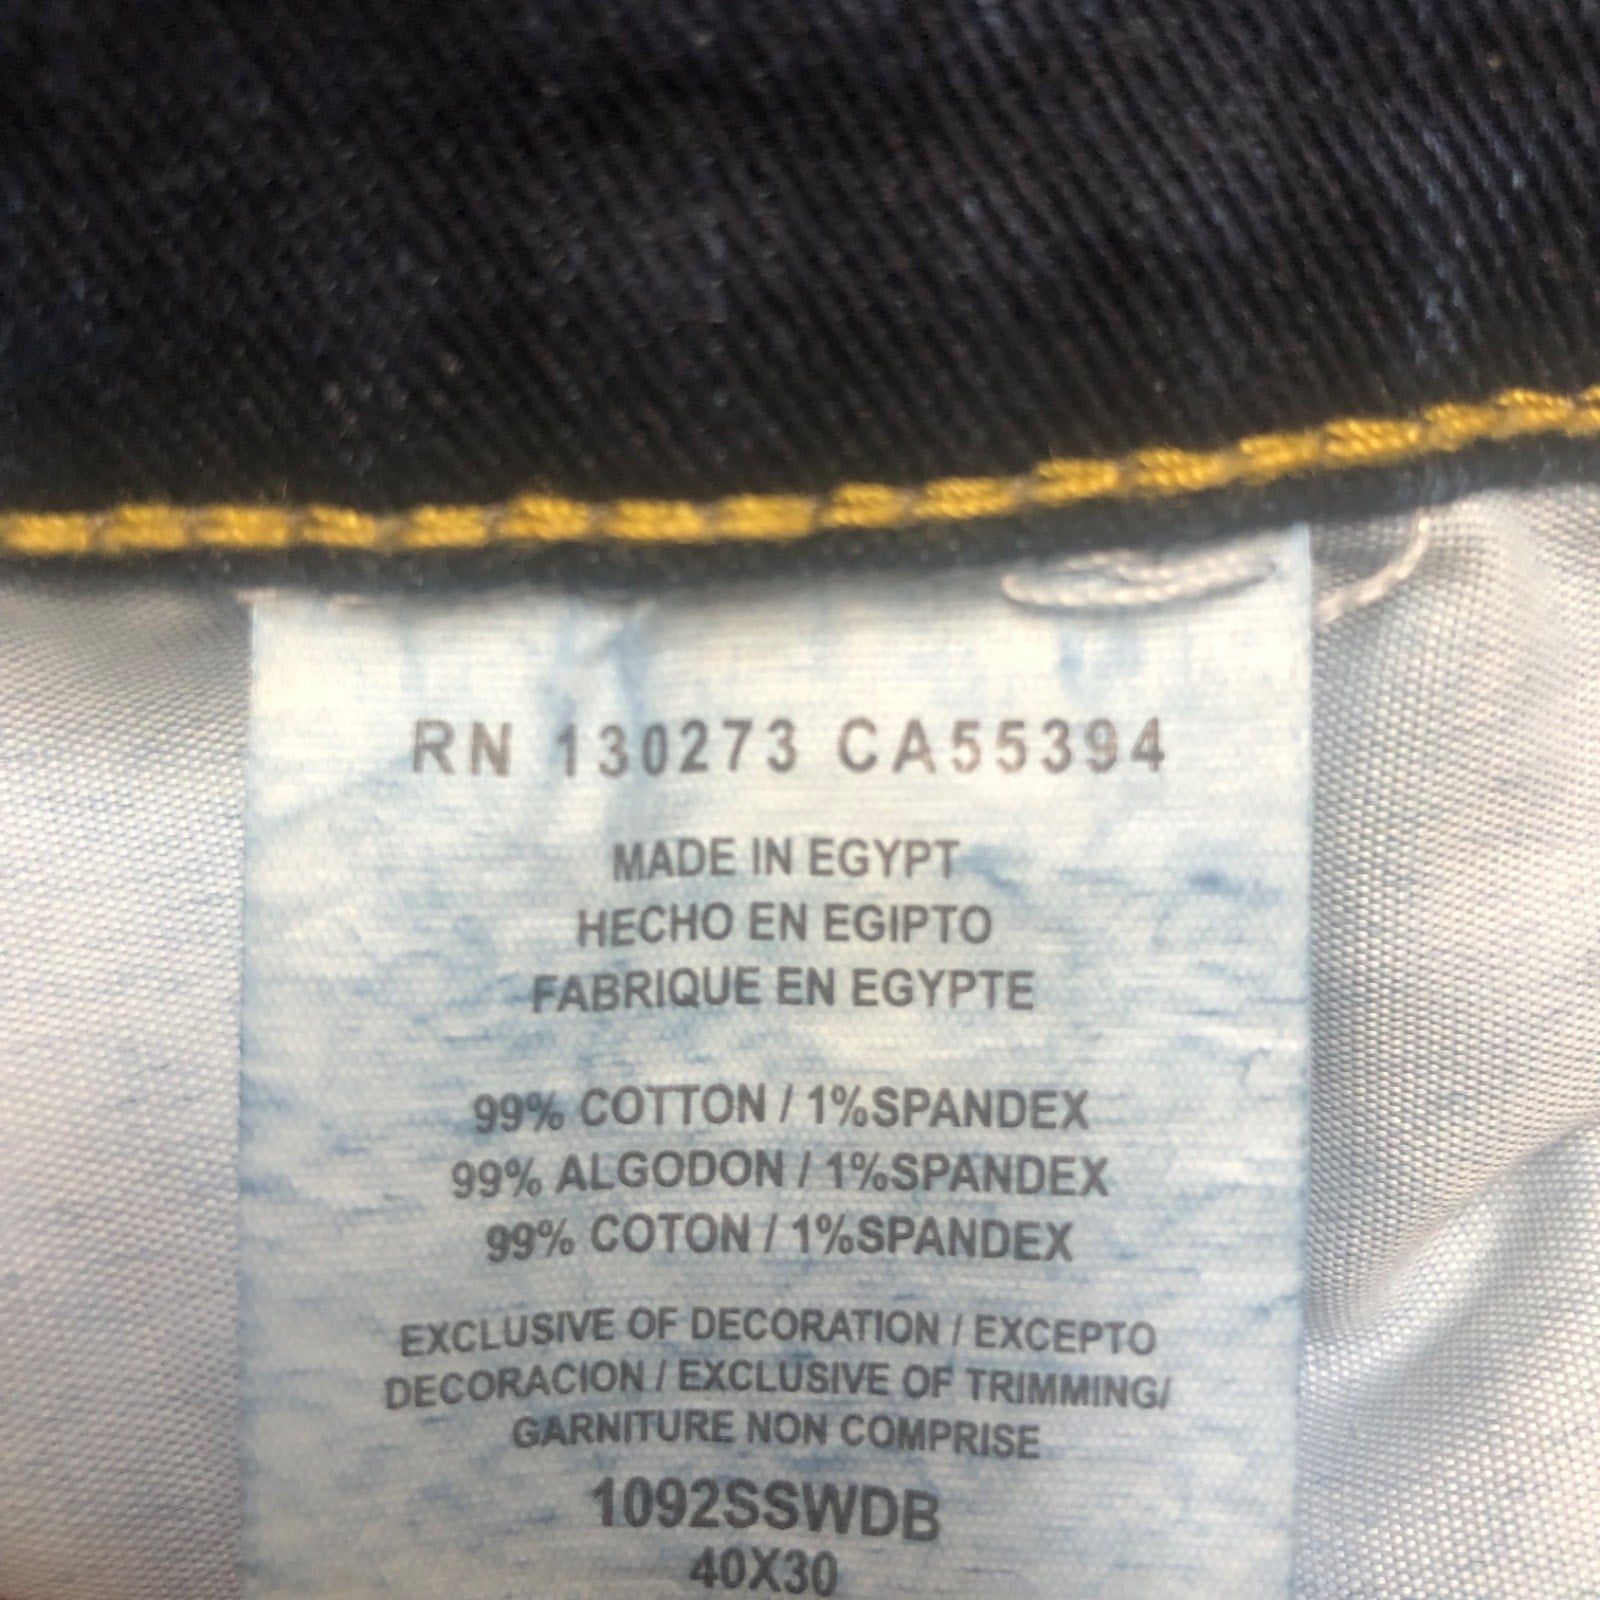 RN 130273 CA55394
MADE IN EGYPT
HECHO EN EGIPTO
FABRIQUE EN EGYPTE
99% COTTON / 1%SPANDEX
99% ALGODON / 1%SPANDEX
99% COTON / 1%SPANDEX
EXCLUSIVE OF DECORATION / EXCEPTO
DECORACION / EXCLUSIVE OF TRIMMING/
GARNITURE NON COMPRISE
1092SSWDB
40X30